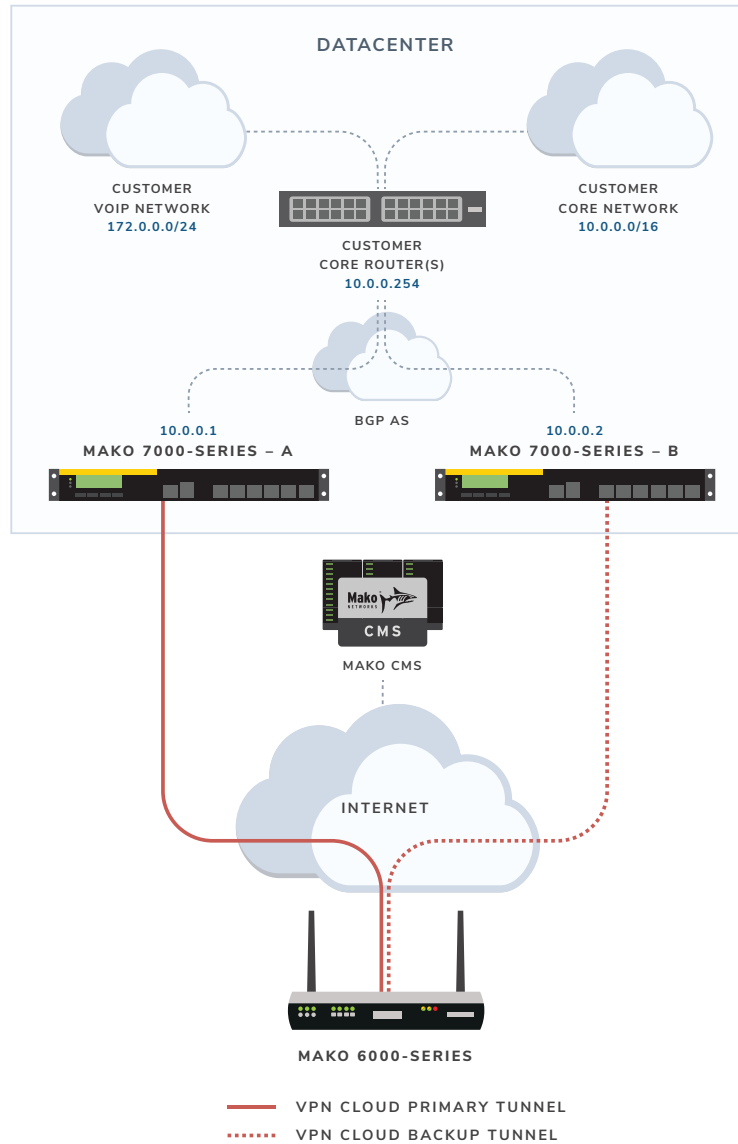 DATACENTER
CUSTOMER
VOIP NETWORK
172.0.0.0/24
CUSTOMER
CORE NETWORK
10.0.0.0/16
CUSTOMER
CORE ROUTER(S)
10.0.0.254
BGP AS
10.0.0.1
MAKO 7000-SERIES – A
10.0.0.2
MAKO 7000-SERIES – B
Mako
NETWORKS
CMS
MAKO CMS
INTERNET
MAKO 6000-SERIES
VPN CLOUD PRIMARY TUNNEL
VPN CLOUD BACKUP TUNNEL